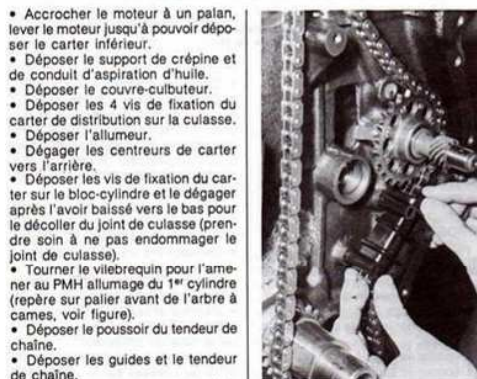 • Accrocher le moteur à un palan,
lever le moteur jusqu'à pouvoir dépo-
ser le carter inférieur.
• Déposer le support de crépine et
de conduit d'aspiration d'huile.
• Déposer le couvre-culbuteur.
• Déposer les 4 vis de fixation du
carter de distribution sur la culasse.
• Déposer l'allumeur.
• Dégager les centreurs de carter
vers l'arrière.
• Déposer les vis de fixation du car-
ter sur le bloc-cylindre et le dégager
après l'avoir baissé vers le bas pour
le décoller du joint de culasse (pren-
dre soin à ne pas endommager le
joint de culasse).
• Tourner le vilebrequin pour l'ame-
ner au PMH allumage du 1er cylindre
(repère sur palier avant de l'arbre à
cames, voir figure).
• Déposer le poussoir du tendeur de
chaîne.
• Déposer les guides et le tendeur
de chaîne.